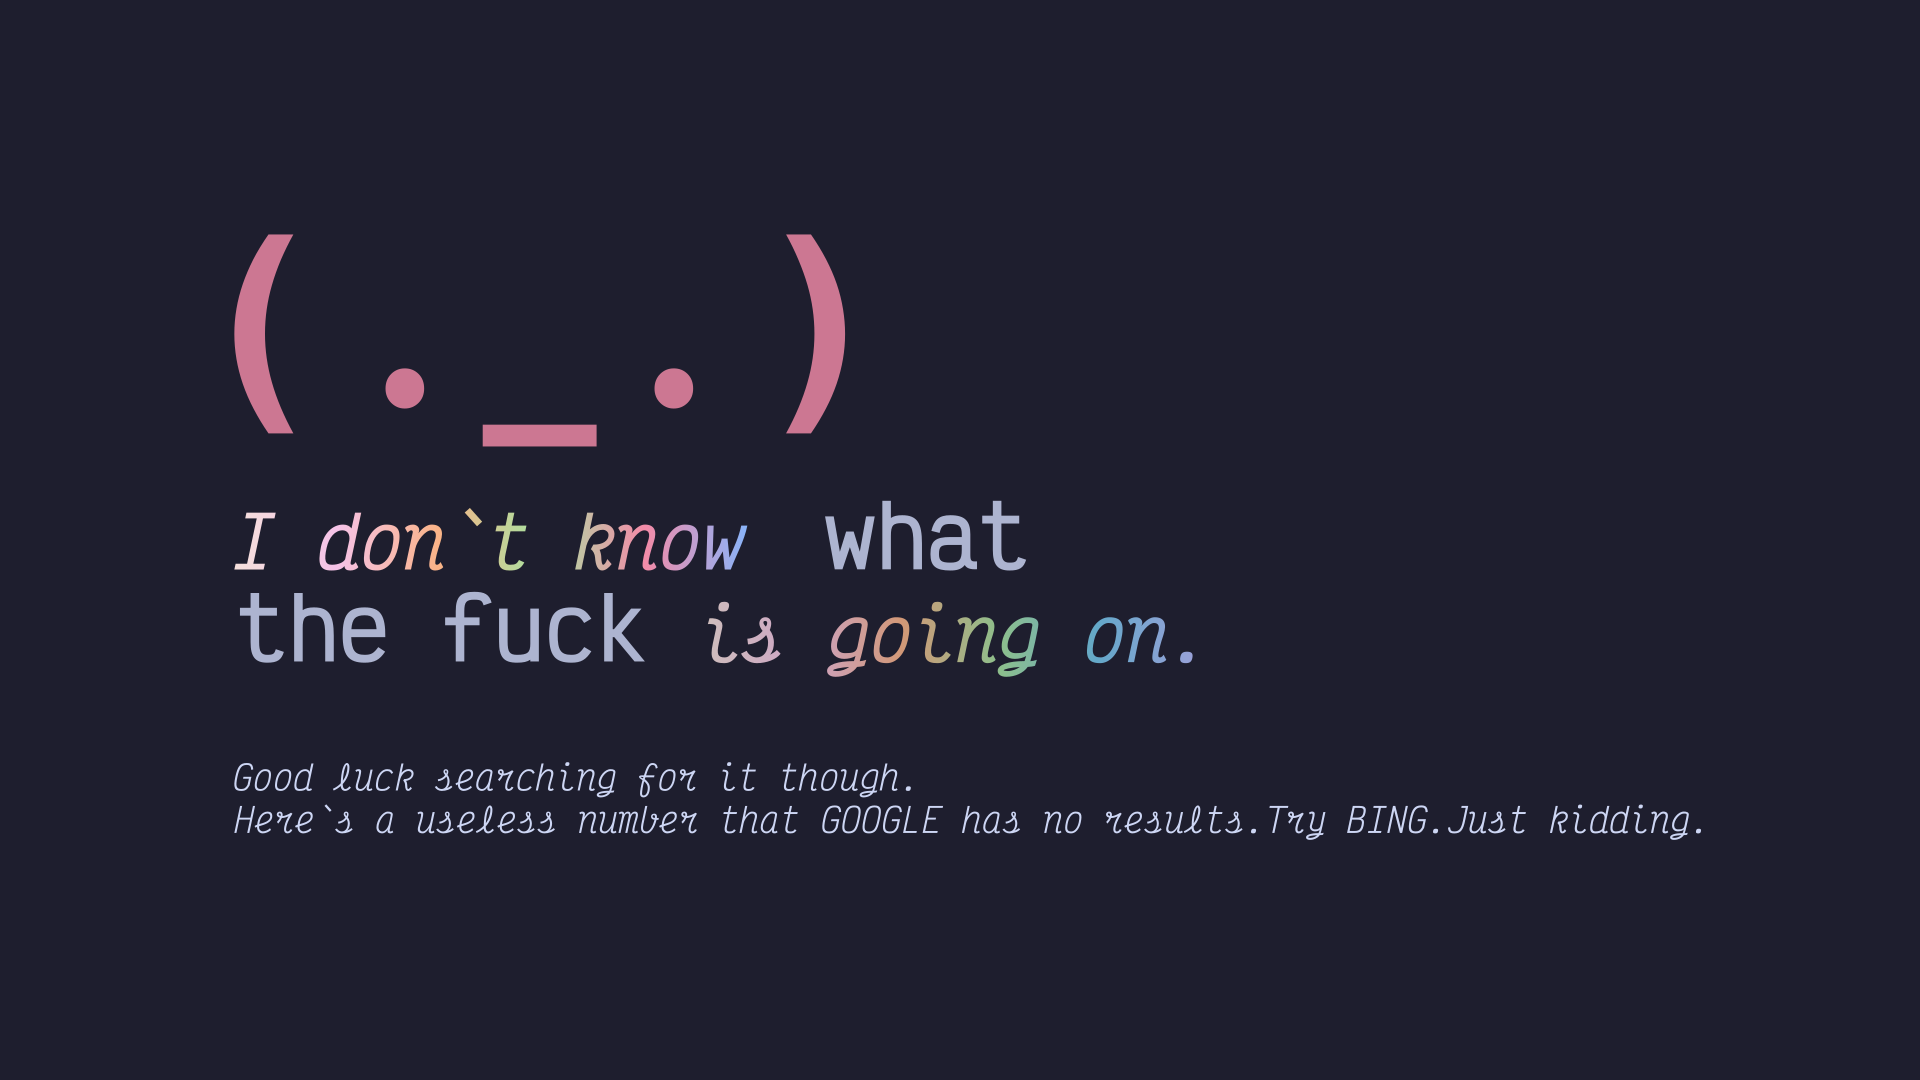 (._.)
I don`t know what
the fuck is going on.
Good luck searching for it though.
Here`s a useless number that GOOGLE has no results.Try BING.Just kidding.